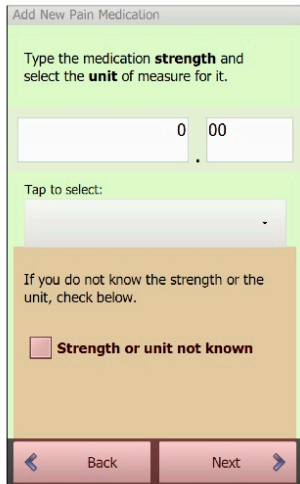 Add New Pain Medication
Type the medication strength and
select the unit of measure for it.
0 . 00
Tap to select:
If you do not know the strength or the
unit, check below.
Strength or unit not known
Back Next